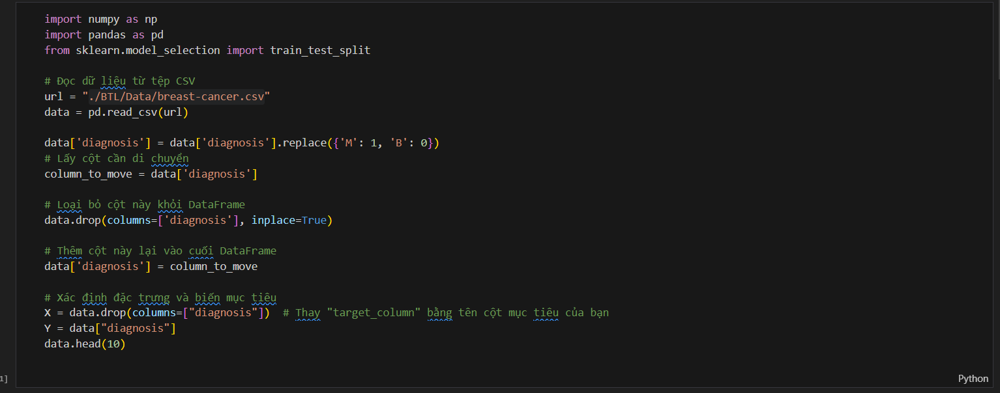 import numpy as np
import pandas as pd
from sklearn.model_selection import train_test_split
# Đọc dữ liệu từ tệp CSV
url = "./BTL/Data/breast-cancer.csv"
data = pd.read_csv(url)
data['diagnosis'] = data['diagnosis'].replace({'M': 1, 'B': 0})
# Lấy cột cần di chuyển
column_to_move = data['diagnosis']
# Loại bỏ cột này khỏi DataFrame
data.drop(columns=['diagnosis'], inplace=True)
# Thêm cột này lại vào cuối DataFrame
data['diagnosis'] = column_to_move
# Xác định đặc trưng và biến mục tiêu
X = data.drop(columns=["diagnosis"])  # Thay "target_column" bằng tên cột mục tiêu của bạn
Y = data["diagnosis"]
data.head(10)
1]
Python